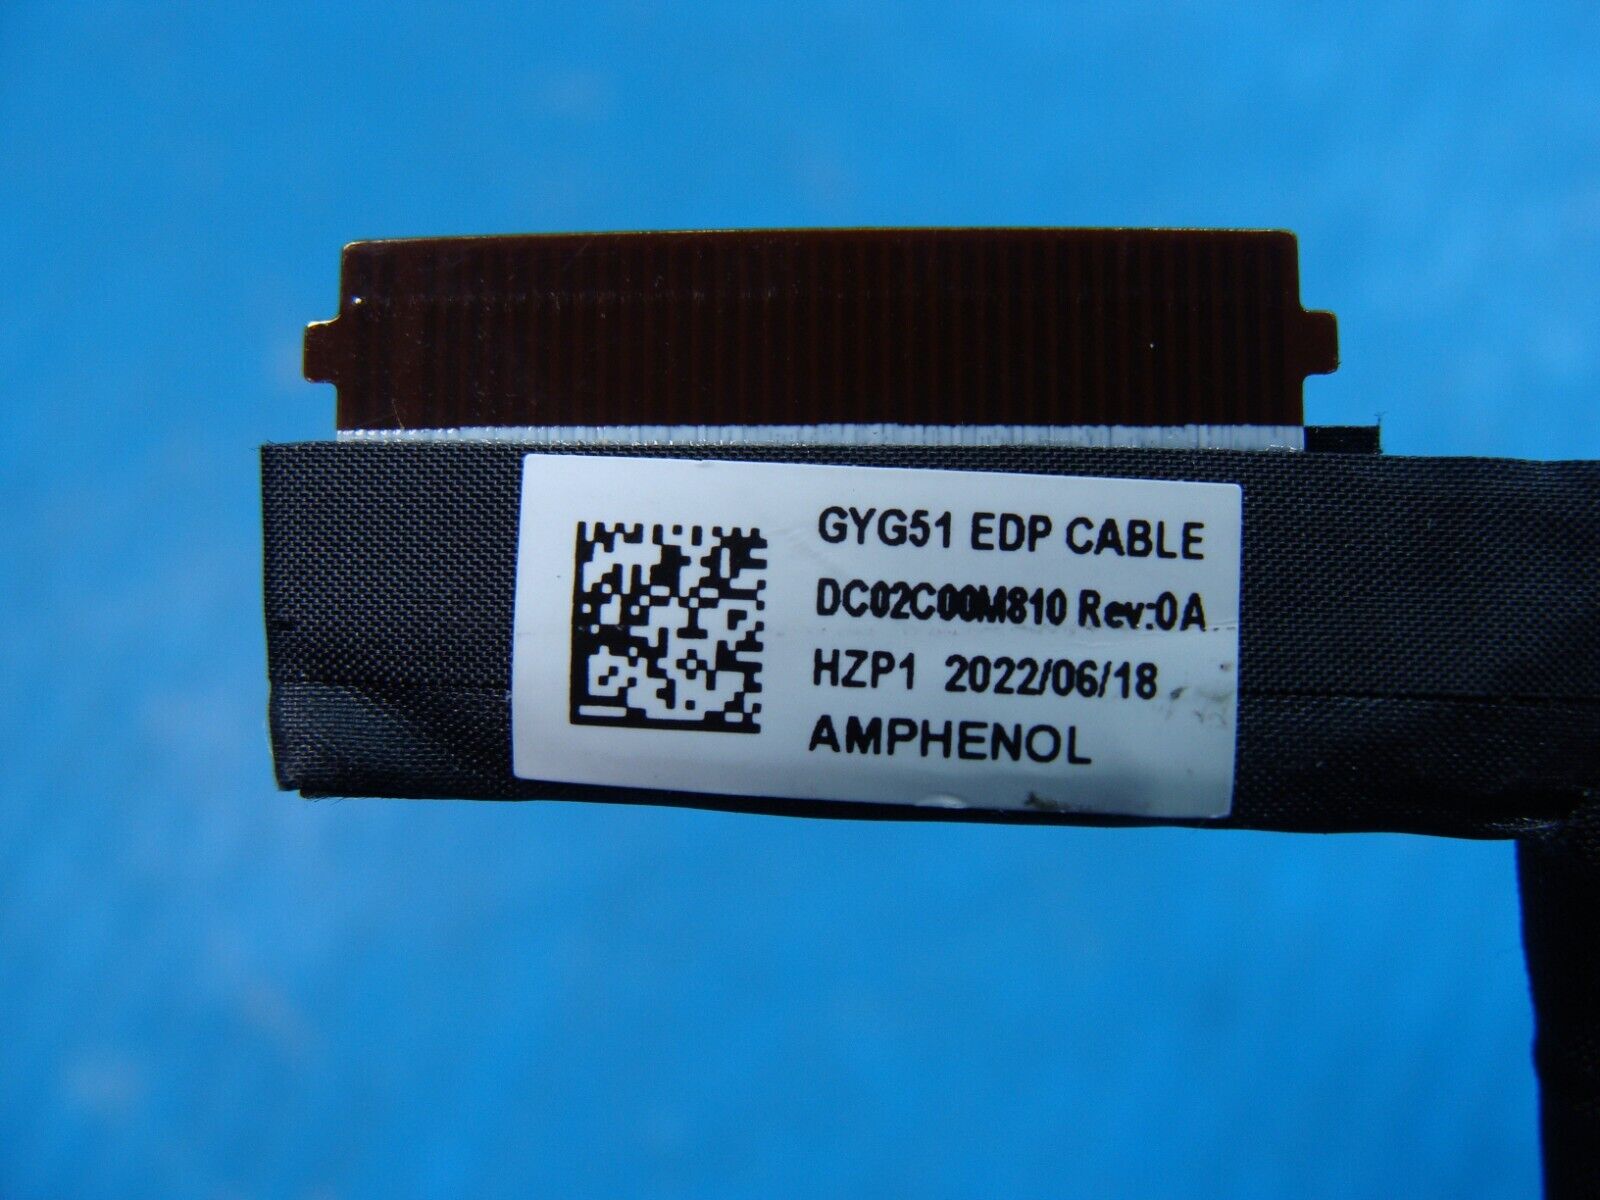 GYG51 EDP CABLE
DC02C00M810 Rev:0A
HZP1 2022/06/18
AMPHENOL